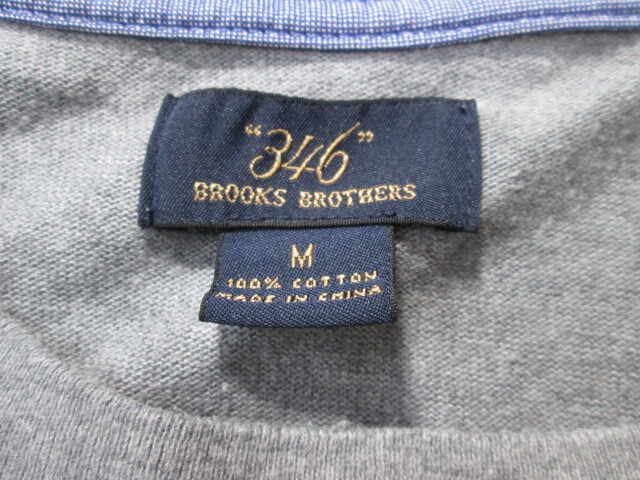 "346"
BROOKS BROTHERS
M
100% COTTON
MADE IN CHINA